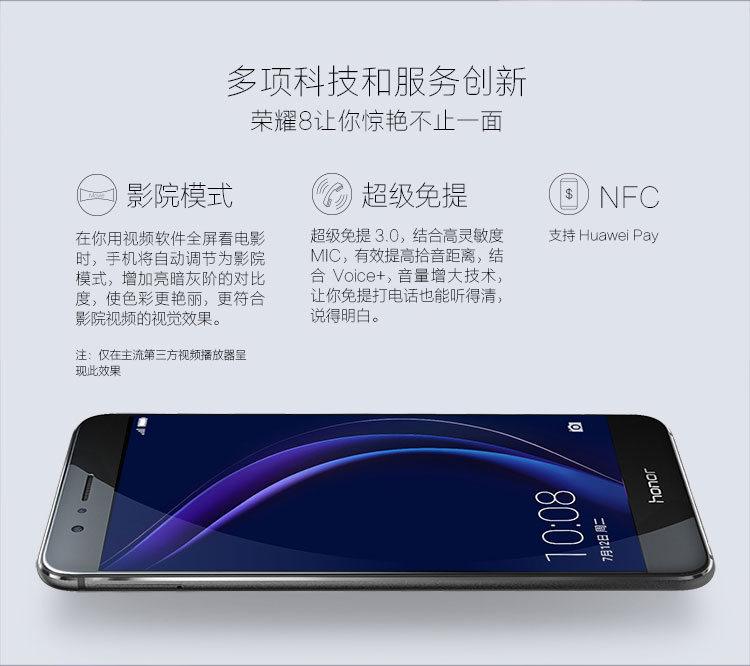 多项科技和服务创新
荣耀8让你惊艳不止一面
影院模式
在你用视频软件全屏看电影
时，手机将自动调节为影院
模式，增加亮暗灰阶的对比
度，使色彩更艳丽，更符合
影院视频的视觉效果。
注：仅在主流第三方视频播放器呈
现此效果
超级免提
超级免提 3.0，结合高灵敏度
MIC，有效提高拾音距离，结
合 Voice+，音量增大技术，
让你免提打电话也能听得清，
说得明白。
$
NFC
支持 Huawei Pay
10:08
7月12日 周二
honor